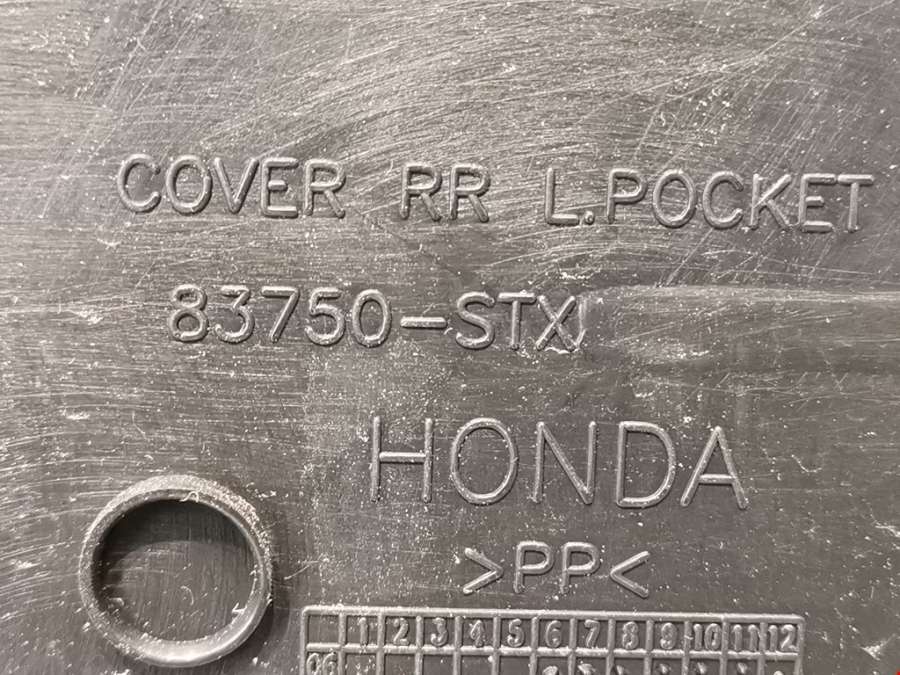 COVER RR L.POCKET
83750-STX
HONDA
>PP<
1 2 3 4 5 6 7 8 9 10 11 12
06